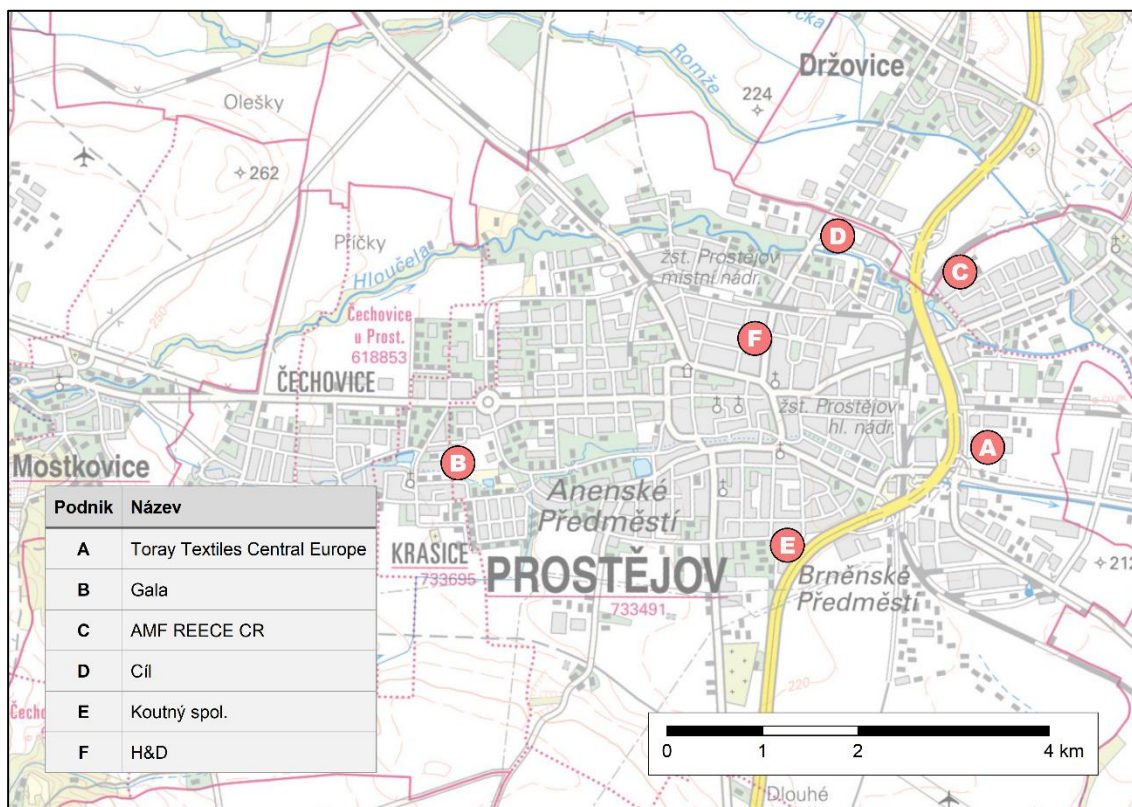 Romže
Držovice
224
Olešky
262
Příčky
Hloučela
D
žst. Prostějov
místní nádr.
C
Čechovice
u Prost.
618853
250
F
ČECHOVICE
žst. Prostějov
hl. nádr.
A
B
Mostkovice
Anenské
Předměstí
E
KRASICE
733695
PROSTĚJOV
733491
Brněnské
Předměstí
212
220
Podnik Název
A Toray Textiles Central Europe
B Gala
C AMF REECE CR
D Cíl
E Koutný spol.
F H&D
0 1 2 4 km
Dlouhé